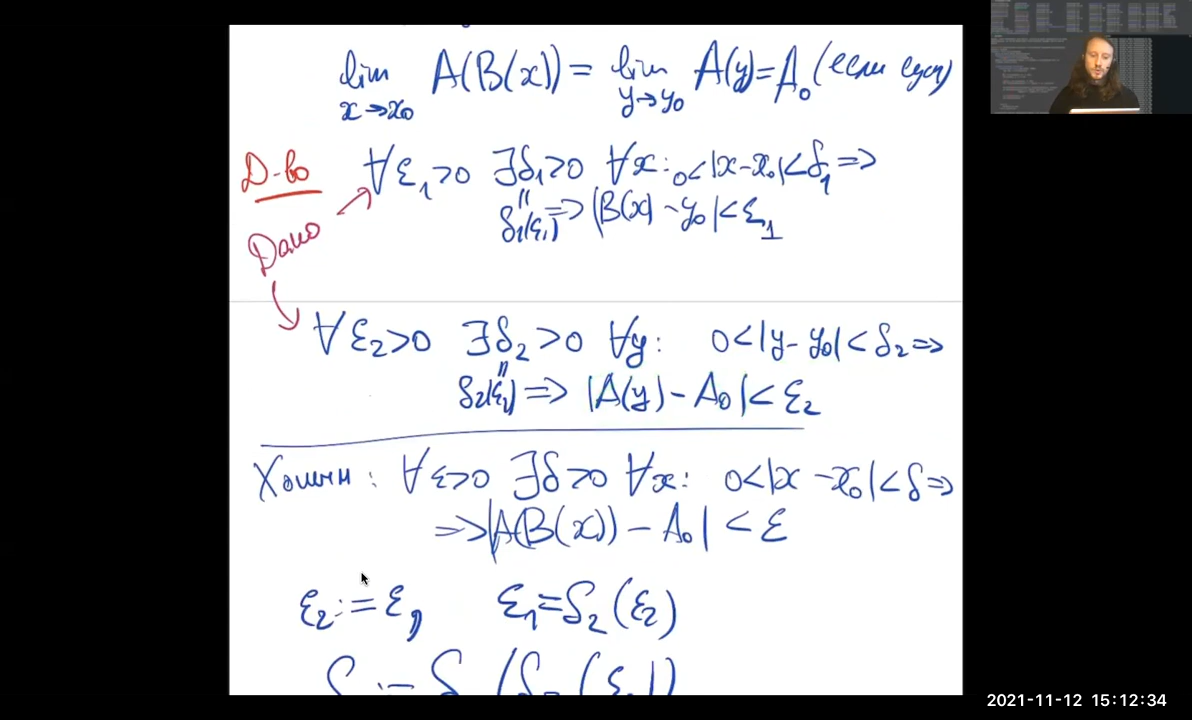 lim A(B(x)) = lim A(y) = A₀ (если сущ)
x→x₀ y→y₀
Д-во ∀ε₁>0 ∃δ₁>0 ∀x: 0<|x-x₀|<δ₁ =>
δ₁(ε₁) => |B(x) - y₀| < ε₁
Дано
∀ε₂>0 ∃δ₂>0 ∀y: 0<|y-y₀|<δ₂ =>
δ₂(ε₂) => |A(y) - A₀| < ε₂
Хотим: ∀ε>0 ∃δ>0 ∀x: 0<|x-x₀|<δ =>
=> |A(B(x)) - A₀| < ε
ε₂ := ε, ε₁ = δ₂(ε₂)
2021-11-12 15:12:34